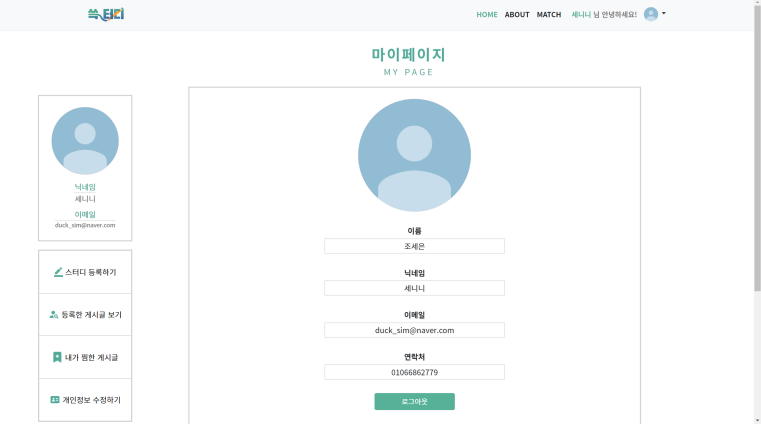 쓱 터디
HOME ABOUT MATCH 세니니 님 안녕하세요!
마이페이지
MY PAGE
닉네임
세니니
이메일
duck_sim@naver.com
스터디 등록하기
등록한 게시글 보기
내가 찜한 게시글
개인정보 수정하기
이름
조세은
닉네임
세니니
이메일
duck_sim@naver.com
연락처
01066862779
로그아웃